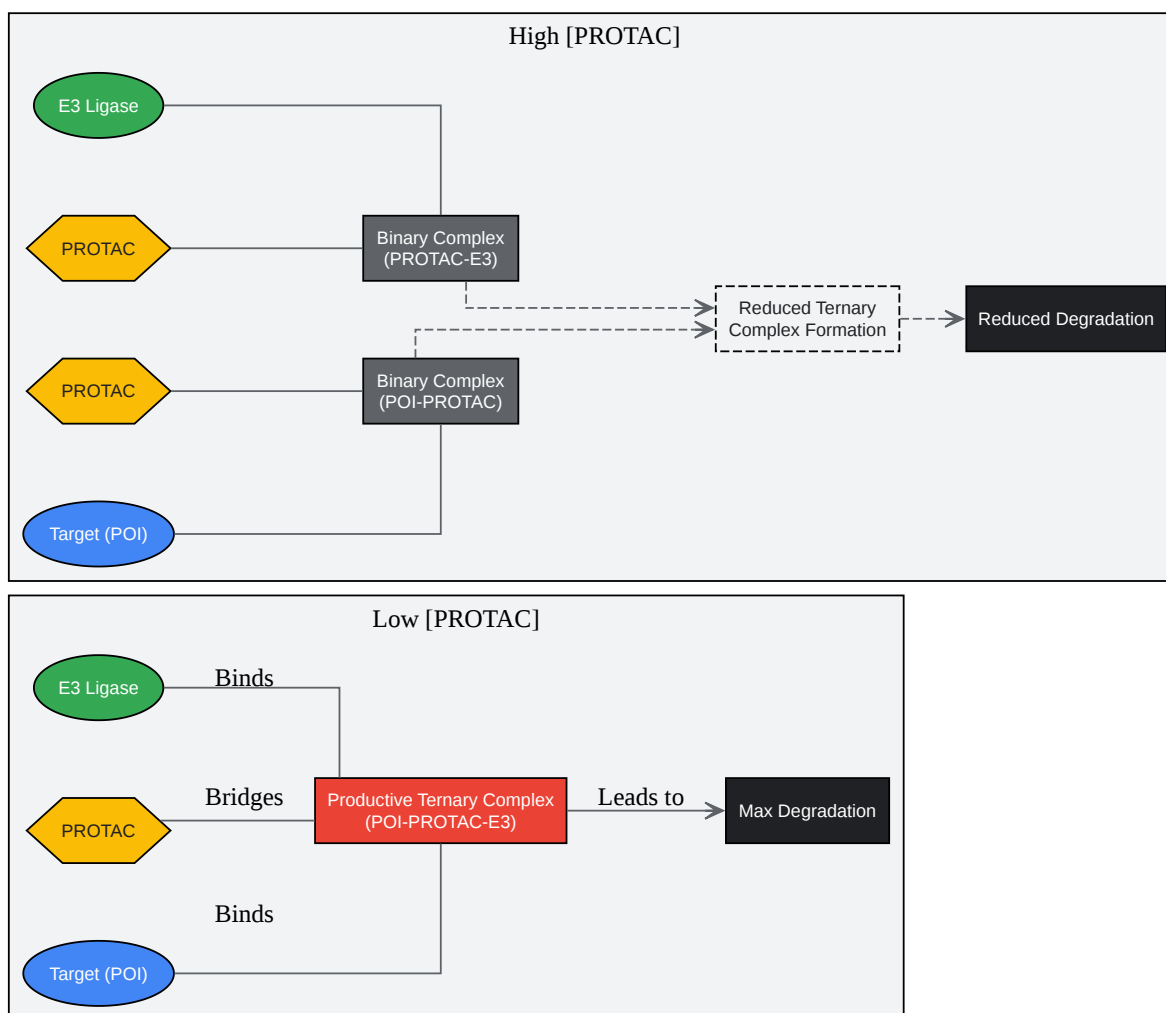 High [PROTAC]
E3 Ligase
PROTAC
Binary Complex
(PROTAC-E3)
Reduced Ternary
Complex Formation
Reduced Degradation
PROTAC
Binary Complex
(POI-PROTAC)
Target (POI)
Low [PROTAC]
E3 Ligase
Binds
PROTAC
Bridges
Productive Ternary Complex
(POI-PROTAC-E3)
Leads to
Max Degradation
Binds
Target (POI)